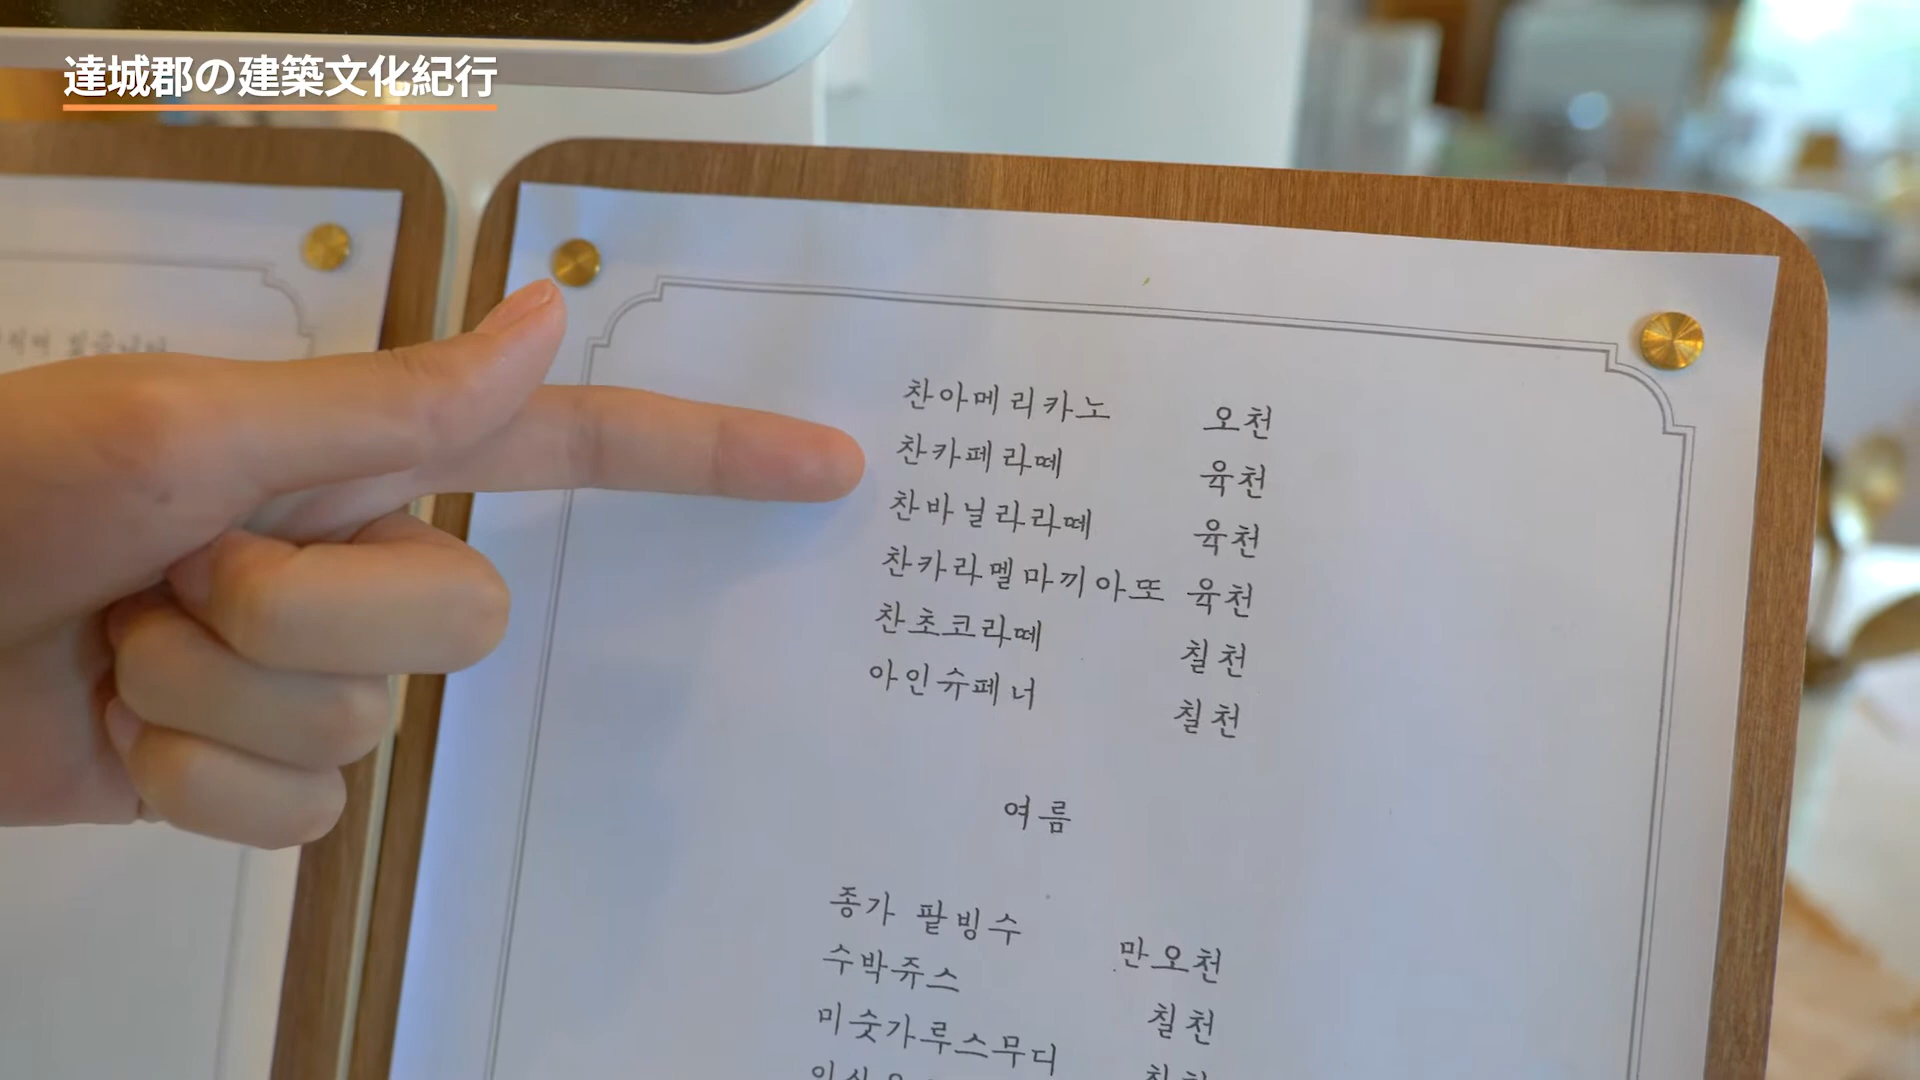 達城郡の建築文化紀行
찬아메리카노 오천
찬카페라떼 육천
찬바닐라라떼 육천
찬카라멜마끼아또 육천
찬초코라떼 칠천
아인슈페너 칠천
여름
종가 팥빙수 만오천
수박쥬스 칠천
미숫가루스무디